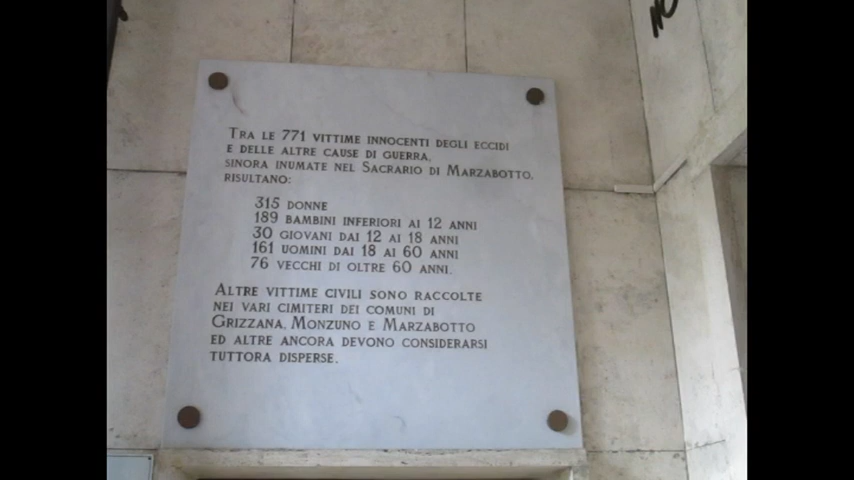 Tra le 771 vittime innocenti degli eccidi
e delle altre cause di guerra,
sinora inumate nel Sacrario di Marzabotto,
risultano:
315 donne
189 bambini inferiori ai 12 anni
30 giovani dai 12 ai 18 anni
161 uomini dai 18 ai 60 anni
76 vecchi di oltre 60 anni.
Altre vittime civili sono raccolte
nei vari cimiteri dei comuni di
Grizzana, Monzuno e Marzabotto
ed altre ancora devono considerarsi
tuttora disperse.